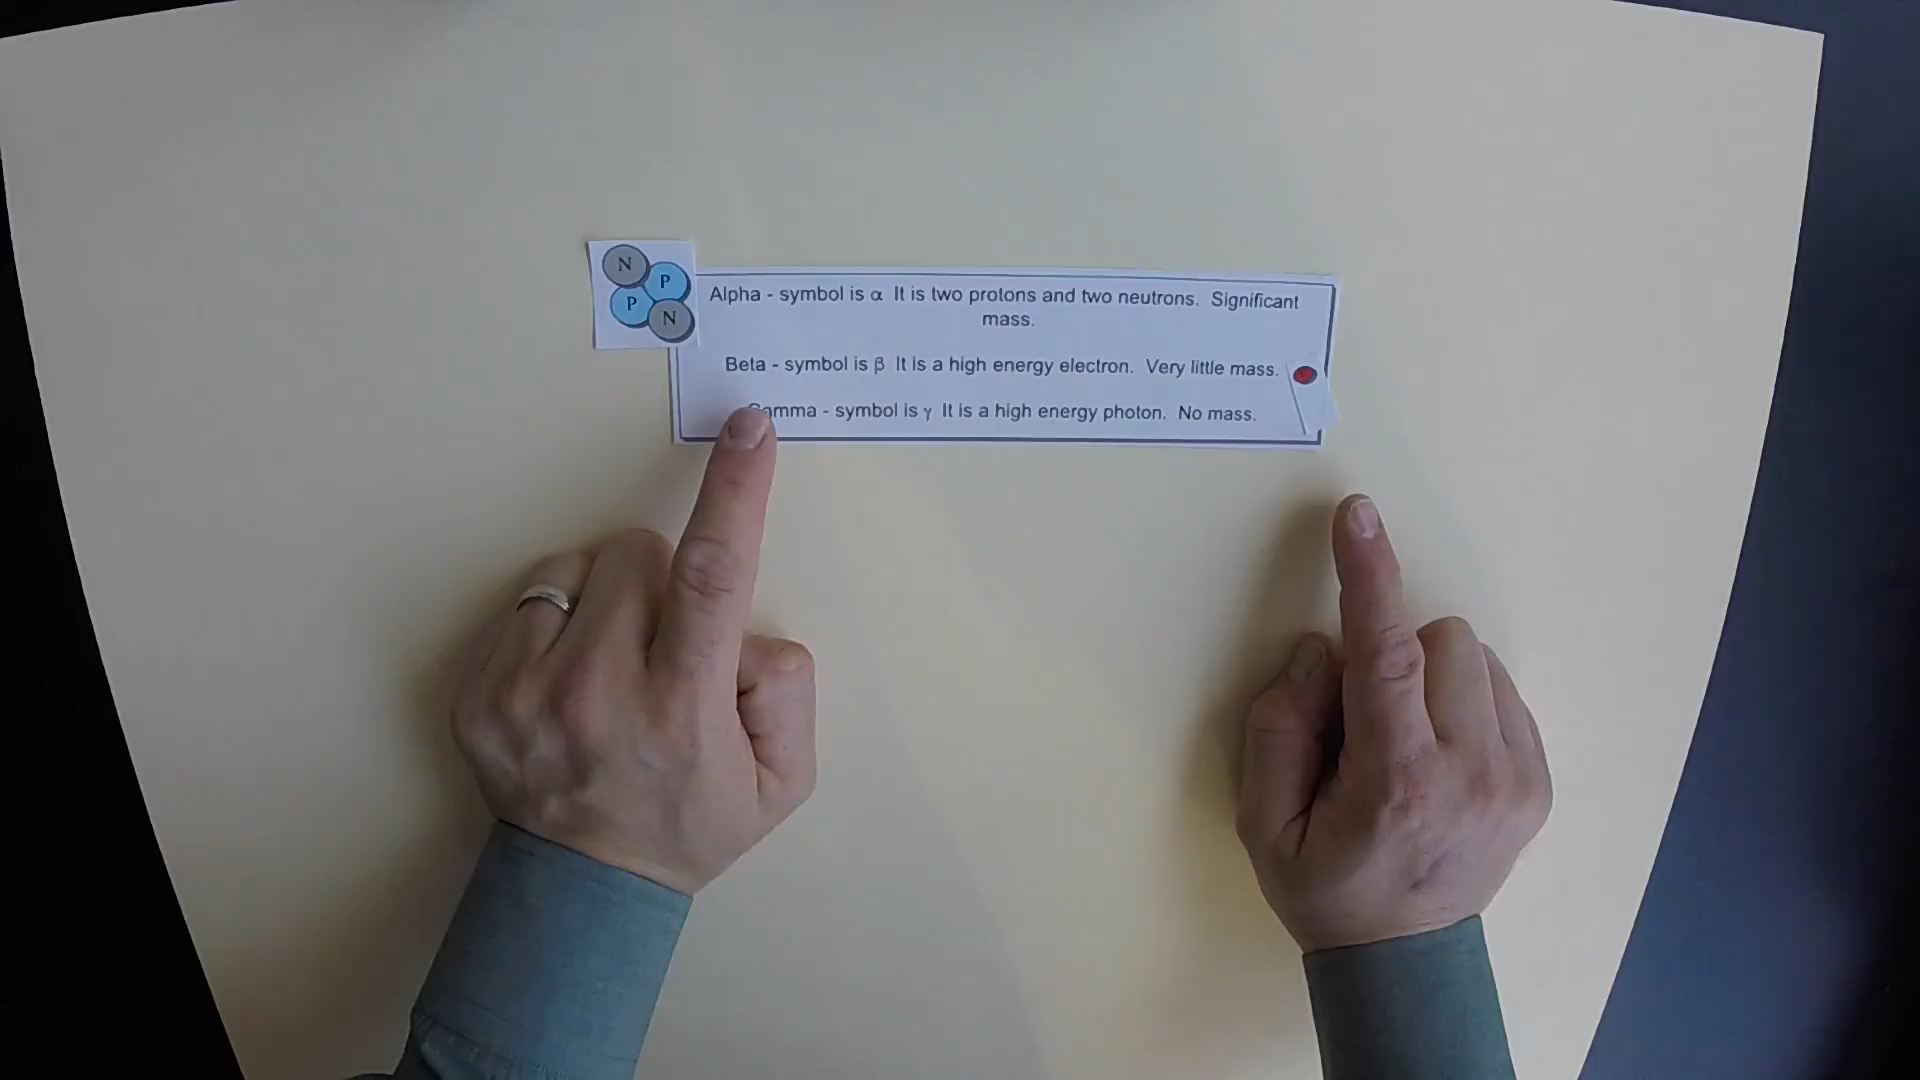 N
P
P
N
Alpha - symbol is α It is two protons and two neutrons. Significant
mass.
Beta - symbol is β It is a high energy electron. Very little mass.
Gamma - symbol is γ It is a high energy photon. No mass.